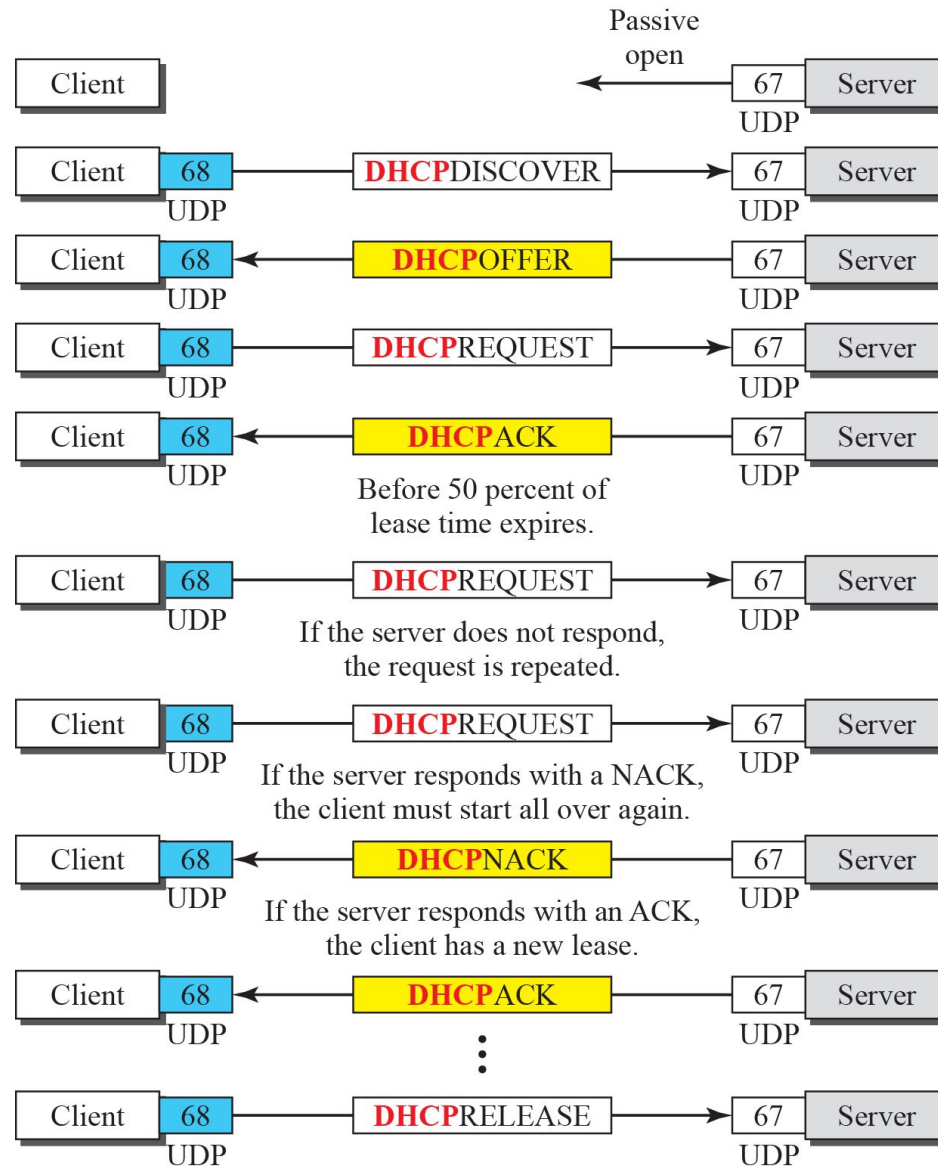 Passive
open
Client 67 Server
UDP
Client 68 DHCPDISCOVER 67 Server
UDP UDP
Client 68 DHCPOFFER 67 Server
UDP UDP
Client 68 DHCPREQUEST 67 Server
UDP UDP
Client 68 DHCPACK 67 Server
UDP UDP
Before 50 percent of
lease time expires.
Client 68 DHCPREQUEST 67 Server
UDP UDP
If the server does not respond,
the request is repeated.
Client 68 DHCPREQUEST 67 Server
UDP UDP
If the server responds with a NACK,
the client must start all over again.
Client 68 DHCPNACK 67 Server
UDP UDP
If the server responds with an ACK,
the client has a new lease.
Client 68 DHCPACK 67 Server
UDP UDP
Client 68 DHCPRELEASE 67 Server
UDP UDP